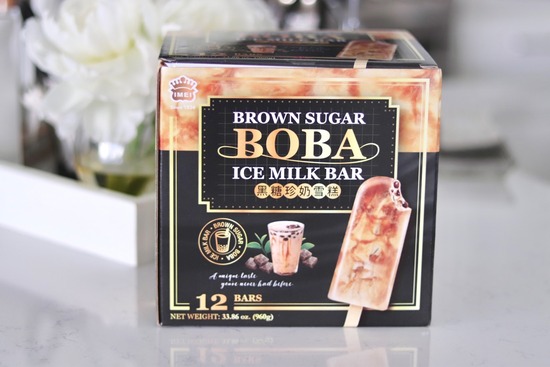 IMEI
BROWN SUGAR
BOBA
ICE MILK BAR
黑糖珍奶雪糕
BROWN SUGAR BOBA ICE MILK BAR
A unique taste
youve never had before.
12 BARS
NET WEIGHT: 33.86 oz. (960g)